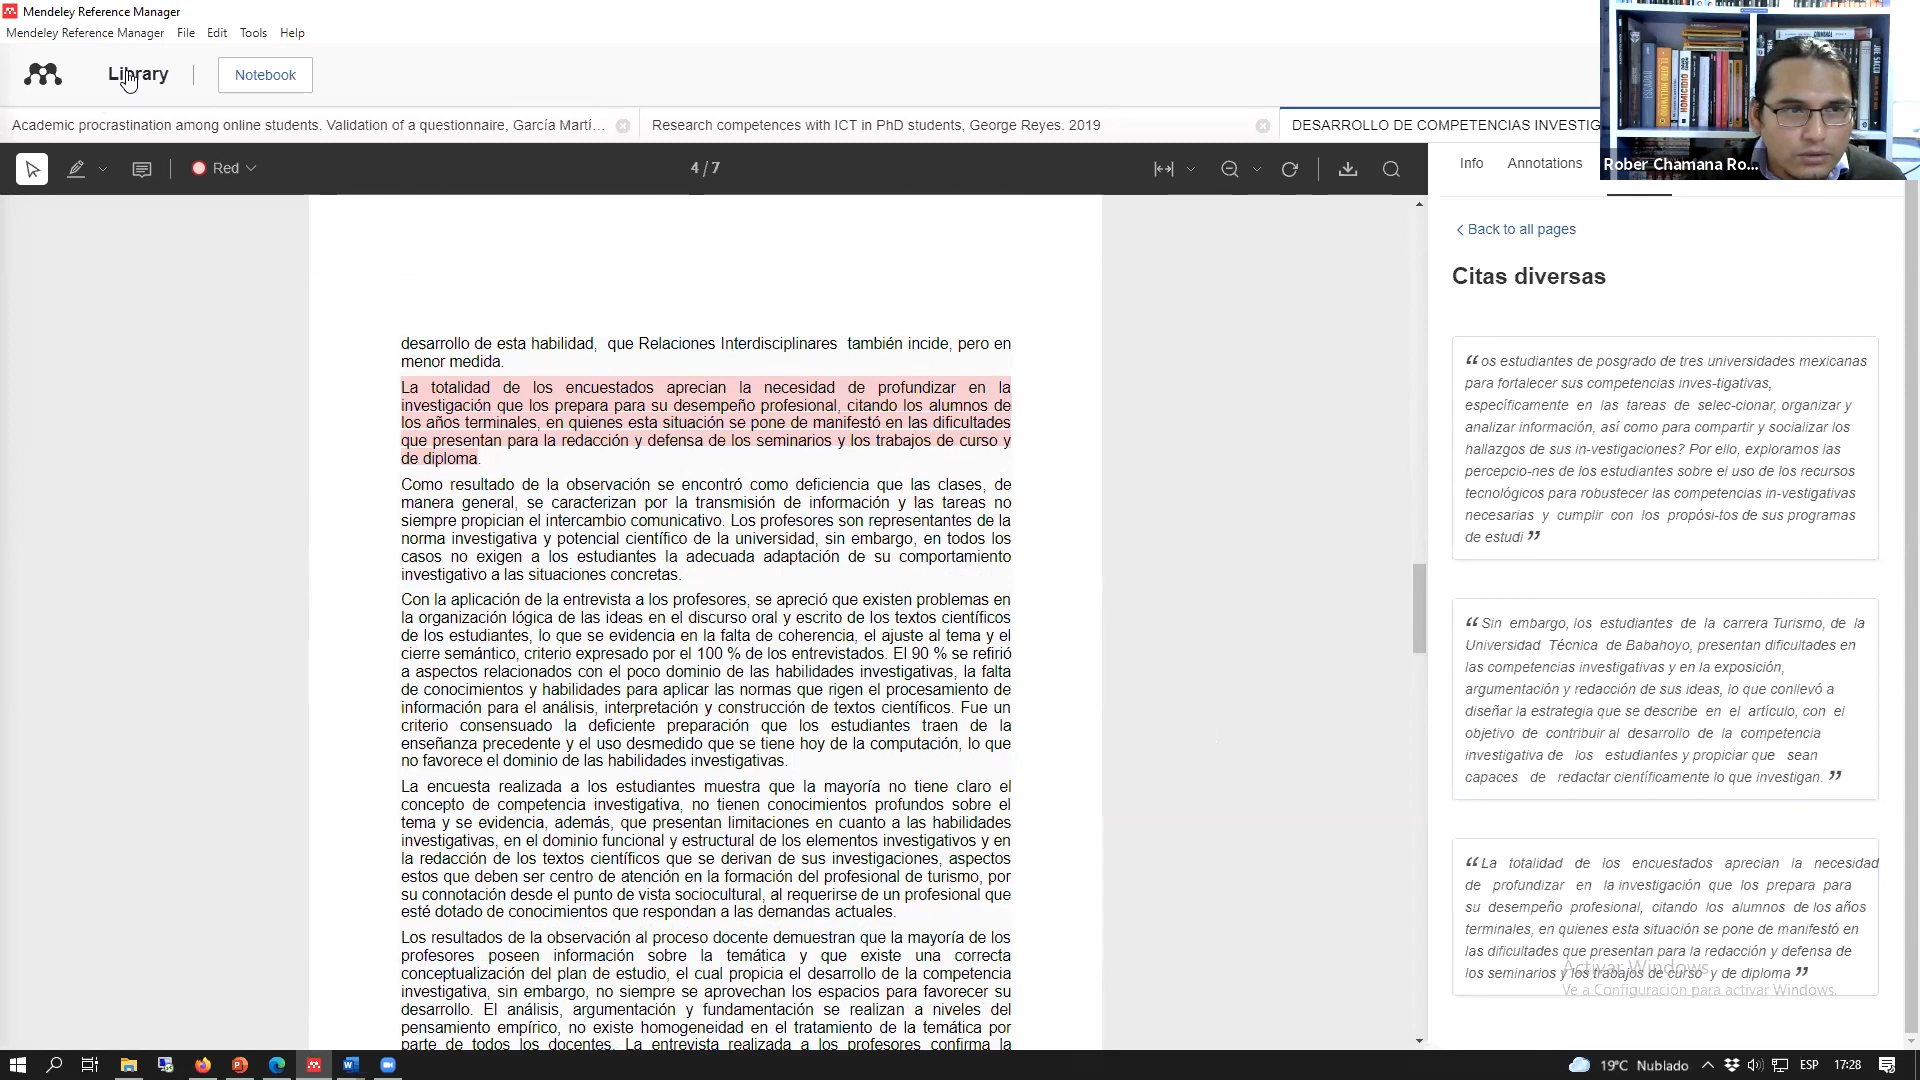 Mendeley Reference Manager
Mendeley Reference Manager File Edit Tools Help
Library Notebook
Academic procrastination among online students. Validation of a questionnaire, García Martí...
Research competences with ICT in PhD students, George Reyes. 2019
DESARROLLO DE COMPETENCIAS INVESTIG
Rober Chamana Ro...
Red
4 / 7
Info Annotations
Back to all pages
Citas diversas
desarrollo de esta habilidad, que Relaciones Interdisciplinares también incide, pero en
menor medida.
La totalidad de los encuestados aprecian la necesidad de profundizar en la
investigación que los prepara para su desempeño profesional, citando los alumnos de
los años terminales, en quienes esta situación se pone de manifestó en las dificultades
que presentan para la redacción y defensa de los seminarios y los trabajos de curso y
de diploma.
Como resultado de la observación se encontró como deficiencia que las clases, de
manera general, se caracterizan por la transmisión de información y las tareas no
siempre propician el intercambio comunicativo. Los profesores son representantes de la
norma investigativa y potencial científico de la universidad, sin embargo, en todos los
casos no exigen a los estudiantes la adecuada adaptación de su comportamiento
investigativo a las situaciones concretas.
Con la aplicación de la entrevista a los profesores, se apreció que existen problemas en
la organización lógica de las ideas en el discurso oral y escrito de los textos científicos
de los estudiantes, lo que se evidencia en la falta de coherencia, el ajuste al tema y el
cierre semántico, criterio expresado por el 100 % de los entrevistados. El 90 % se refirió
a aspectos relacionados con el poco dominio de las habilidades investigativas, la falta
de conocimientos y habilidades para aplicar las normas que rigen el procesamiento de
información para el análisis, interpretación y construcción de textos científicos. Fue un
criterio consensuado la deficiente preparación que los estudiantes traen de la
enseñanza precedente y el uso desmedido que se tiene hoy de la computación, lo que
no favorece el dominio de las habilidades investigativas.
La encuesta realizada a los estudiantes muestra que la mayoría no tiene claro el
concepto de competencia investigativa, no tienen conocimientos profundos sobre el
tema y se evidencia, además, que presentan limitaciones en cuanto a las habilidades
investigativas, en el dominio funcional y estructural de los elementos investigativos y en
la redacción de los textos científicos que se derivan de sus investigaciones, aspectos
estos que deben ser centro de atención en la formación del profesional de turismo, por
su connotación desde el punto de vista sociocultural, al requerirse de un profesional que
esté dotado de conocimientos que respondan a las demandas actuales.
Los resultados de la observación al proceso docente demuestran que la mayoría de los
profesores poseen información sobre la temática y que existe una correcta
conceptualización del plan de estudio, el cual propicia el desarrollo de la competencia
investigativa, sin embargo, no siempre se aprovechan los espacios para favorecer su
desarrollo. El análisis, argumentación y fundamentación se realizan a niveles del
pensamiento empírico, no existe homogeneidad en el tratamiento de la temática por
parte de todos los docentes. La entrevista realizada a los profesores confirma la
“ os estudiantes de posgrado de tres universidades mexicanas
para fortalecer sus competencias inves-tigativas,
específicamente en las tareas de selec-cionar, organizar y
analizar información, así como para compartir y socializar los
hallazgos de sus in-vestigaciones? Por ello, exploramos las
percepcio-nes de los estudiantes sobre el uso de los recursos
tecnológicos para robustecer las competencias in-vestigativas
necesarias y cumplir con los propósi-tos de sus programas
de estudi ”
“ Sin embargo, los estudiantes de la carrera Turismo, de la
Universidad Técnica de Babahoyo, presentan dificultades en
las competencias investigativas y en la exposición,
argumentación y redacción de sus ideas, lo que conllevó a
diseñar la estrategia que se describe en el artículo, con el
objetivo de contribuir al desarrollo de la competencia
investigativa de los estudiantes y propiciar que sean
capaces de redactar científicamente lo que investigan. ”
“ La totalidad de los encuestados aprecian la necesidad
de profundizar en la investigación que los prepara para
su desempeño profesional, citando los alumnos de los años
terminales, en quienes esta situación se pone de manifestó en
las dificultades que presentan para la redacción y defensa de
los seminarios y los trabajos de curso y de diploma ”
Activar Windows
Ve a Configuración para activar Windows.
19°C Nublado ESP 17:28